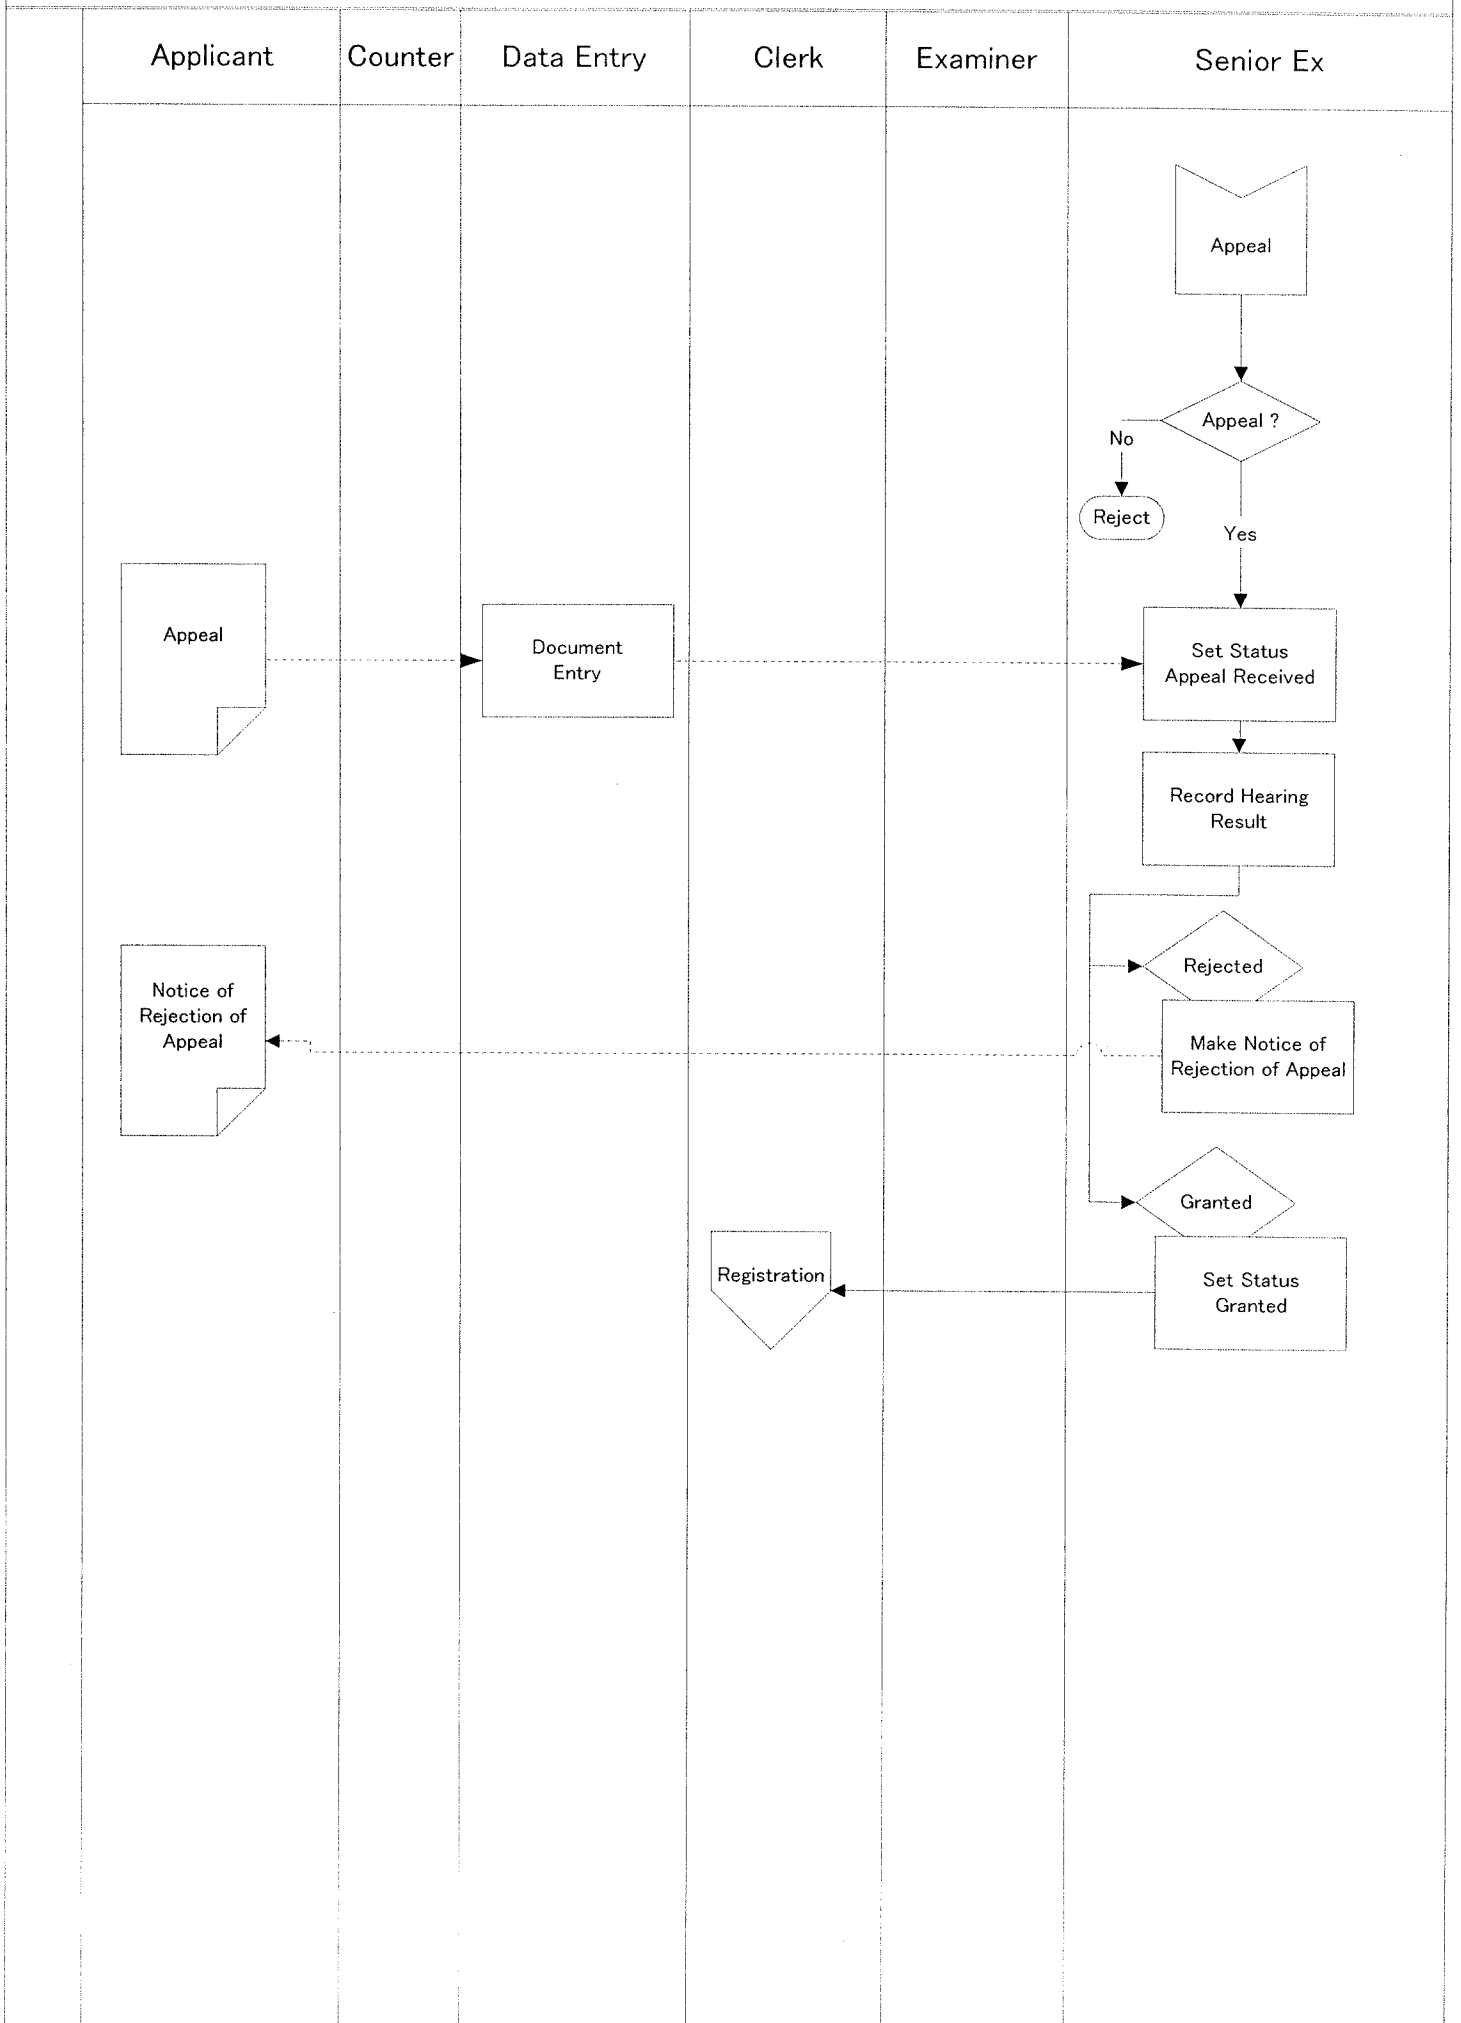 Applicant
Counter
Data Entry
Clerk
Examiner
Senior Ex
Appeal
Appeal ?
No
Reject
Yes
Appeal
Document
Entry
Set Status
Appeal Received
Record Hearing
Result
Rejected
Notice of
Rejection of
Appeal
Make Notice of
Rejection of Appeal
Granted
Registration
Set Status
Granted